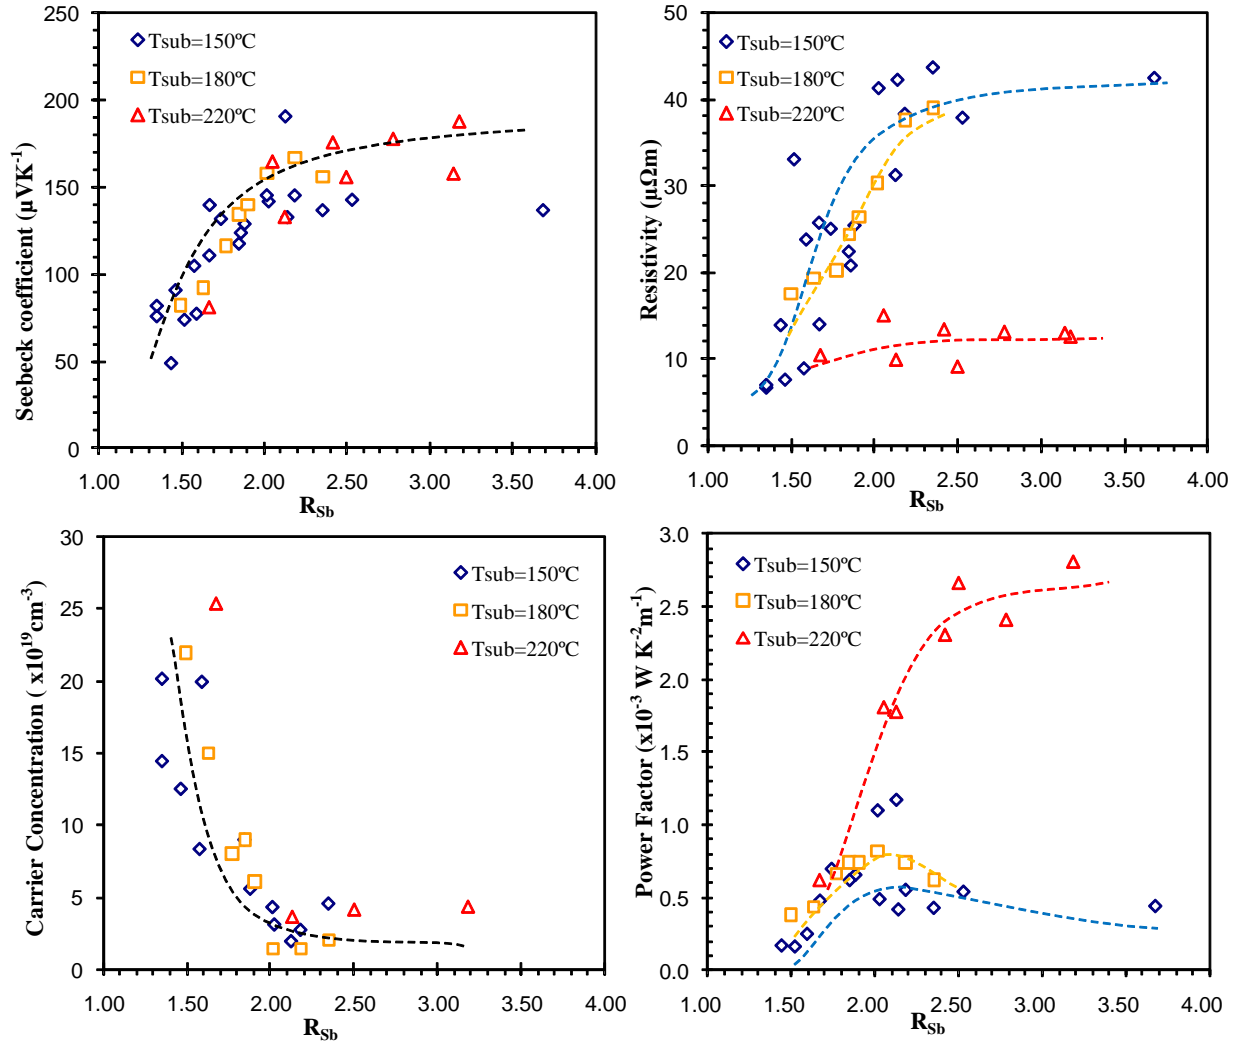 Seebeck coefficient (µ VK⁻¹)
250
200
150
100
50
0
Tsub=150ºC
Tsub=180ºC
Tsub=220ºC
1.00 1.50 2.00 2.50 3.00 3.50 4.00
R_Sb
Resistivity (µΩm)
50
40
30
20
10
0
Tsub=150ºC
Tsub=180ºC
Tsub=220ºC
1.00 1.50 2.00 2.50 3.00 3.50 4.00
R_Sb
Carrier Concentration ( x10¹⁹cm⁻³)
30
25
20
15
10
5
0
Tsub=150ºC
Tsub=180ºC
Tsub=220ºC
1.00 1.50 2.00 2.50 3.00 3.50 4.00
R_Sb
Power Factor (x10⁻³ W K⁻²m⁻¹)
3.0
2.5
2.0
1.5
1.0
0.5
0.0
Tsub=150ºC
Tsub=180ºC
Tsub=220ºC
1.00 1.50 2.00 2.50 3.00 3.50 4.00
R_Sb